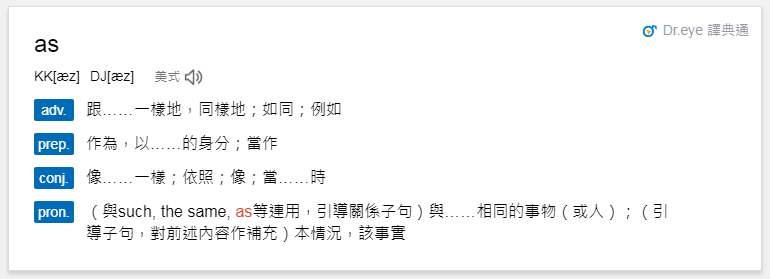 Dr.eye 譯典通
as
KK[æz] DJ[æz] 美式
adv. 跟……一樣地，同樣地；如同；例如
prep. 作為，以……的身分；當作
conj. 像……一樣；依照；像；當……時
pron. （與such, the same, as等連用，引導關係子句）與……相同的事物（或人）；（引
導子句，對前述內容作補充）本情況，該事實